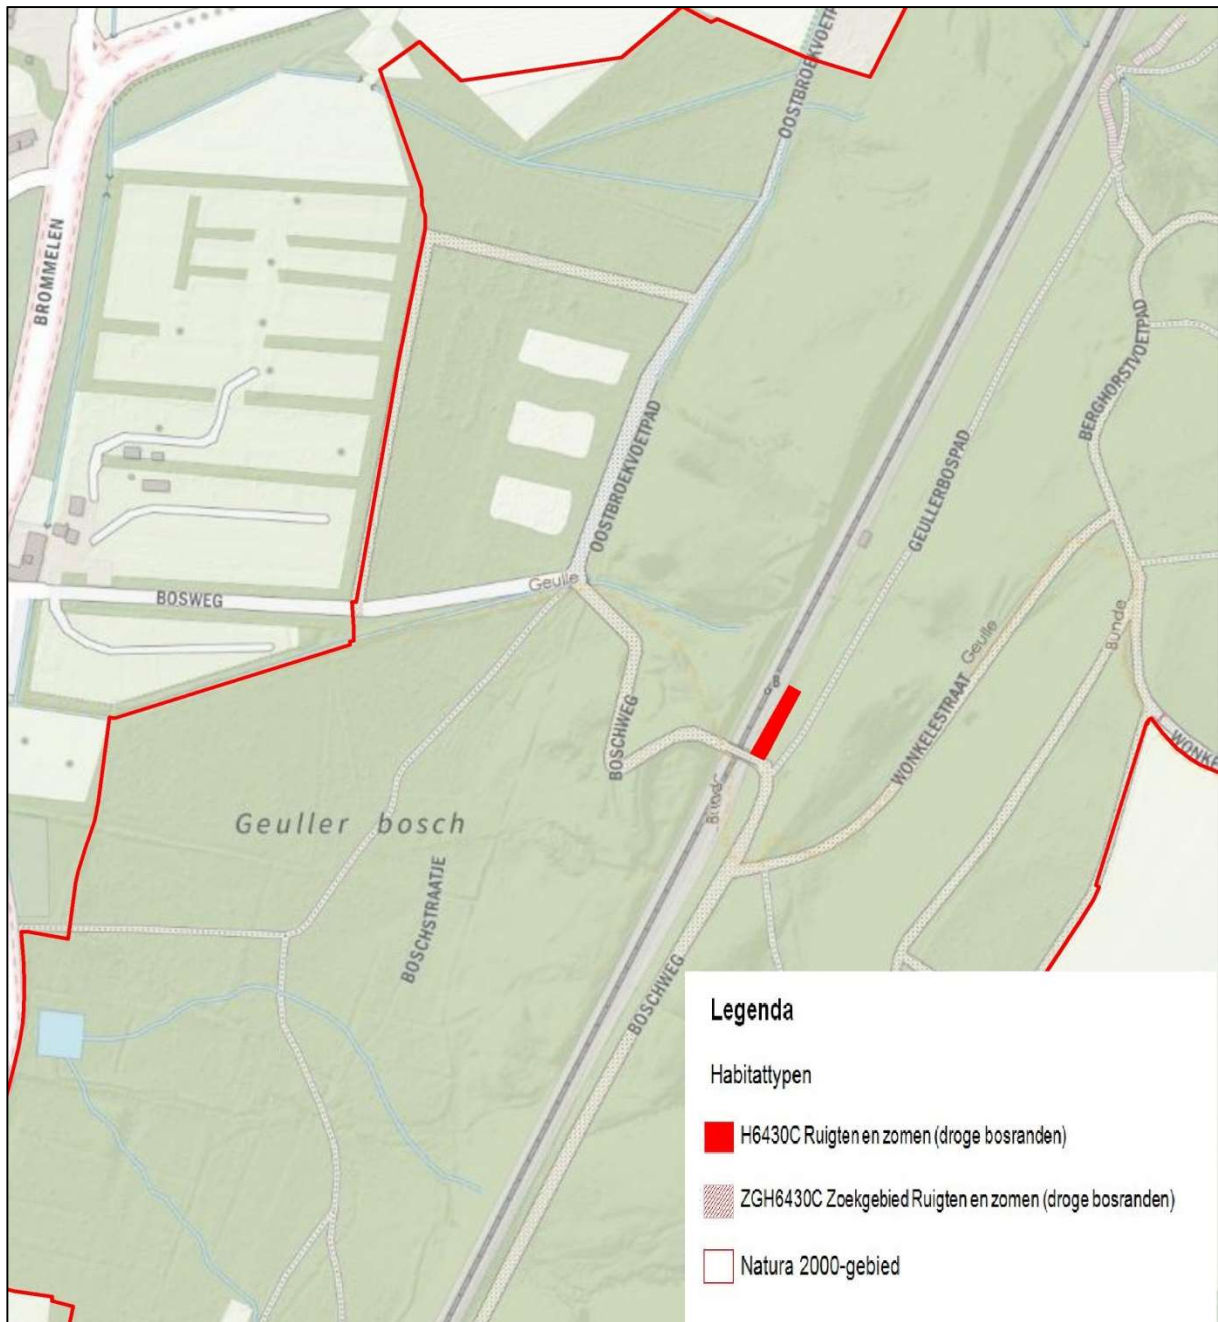 OOSTBROEKVOETP
BROMMELEN
OOSTBROEKVOETPAD
BERGHORSTVOETPAD
GEULLERBOSPAD
Geulle
BOSWEG
Bunde
Geulle
WONKELESTRAAT
BOSCHWEG
WONKE
Bunde
Geuller bosch
BOSCHSTRAATJE
BOSCHWEG
Legenda
Habitattypen
H6430C Ruigten en zomen (droge bosranden)
ZGH6430C Zoekgebied Ruigten en zomen (droge bosranden)
Natura 2000-gebied